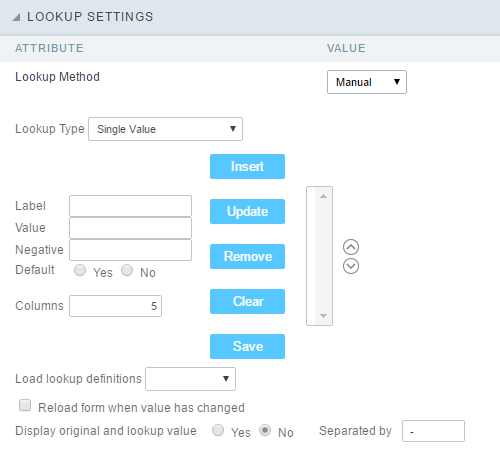 LOOKUP SETTINGS
ATTRIBUTE VALUE
Lookup Method Manual
Lookup Type Single Value
Insert
Label
Update
Value
Negative
Remove
Default Yes No
Columns 5
Clear
Save
Load lookup definitions
Reload form when value has changed
Display original and lookup value Yes No Separated by -